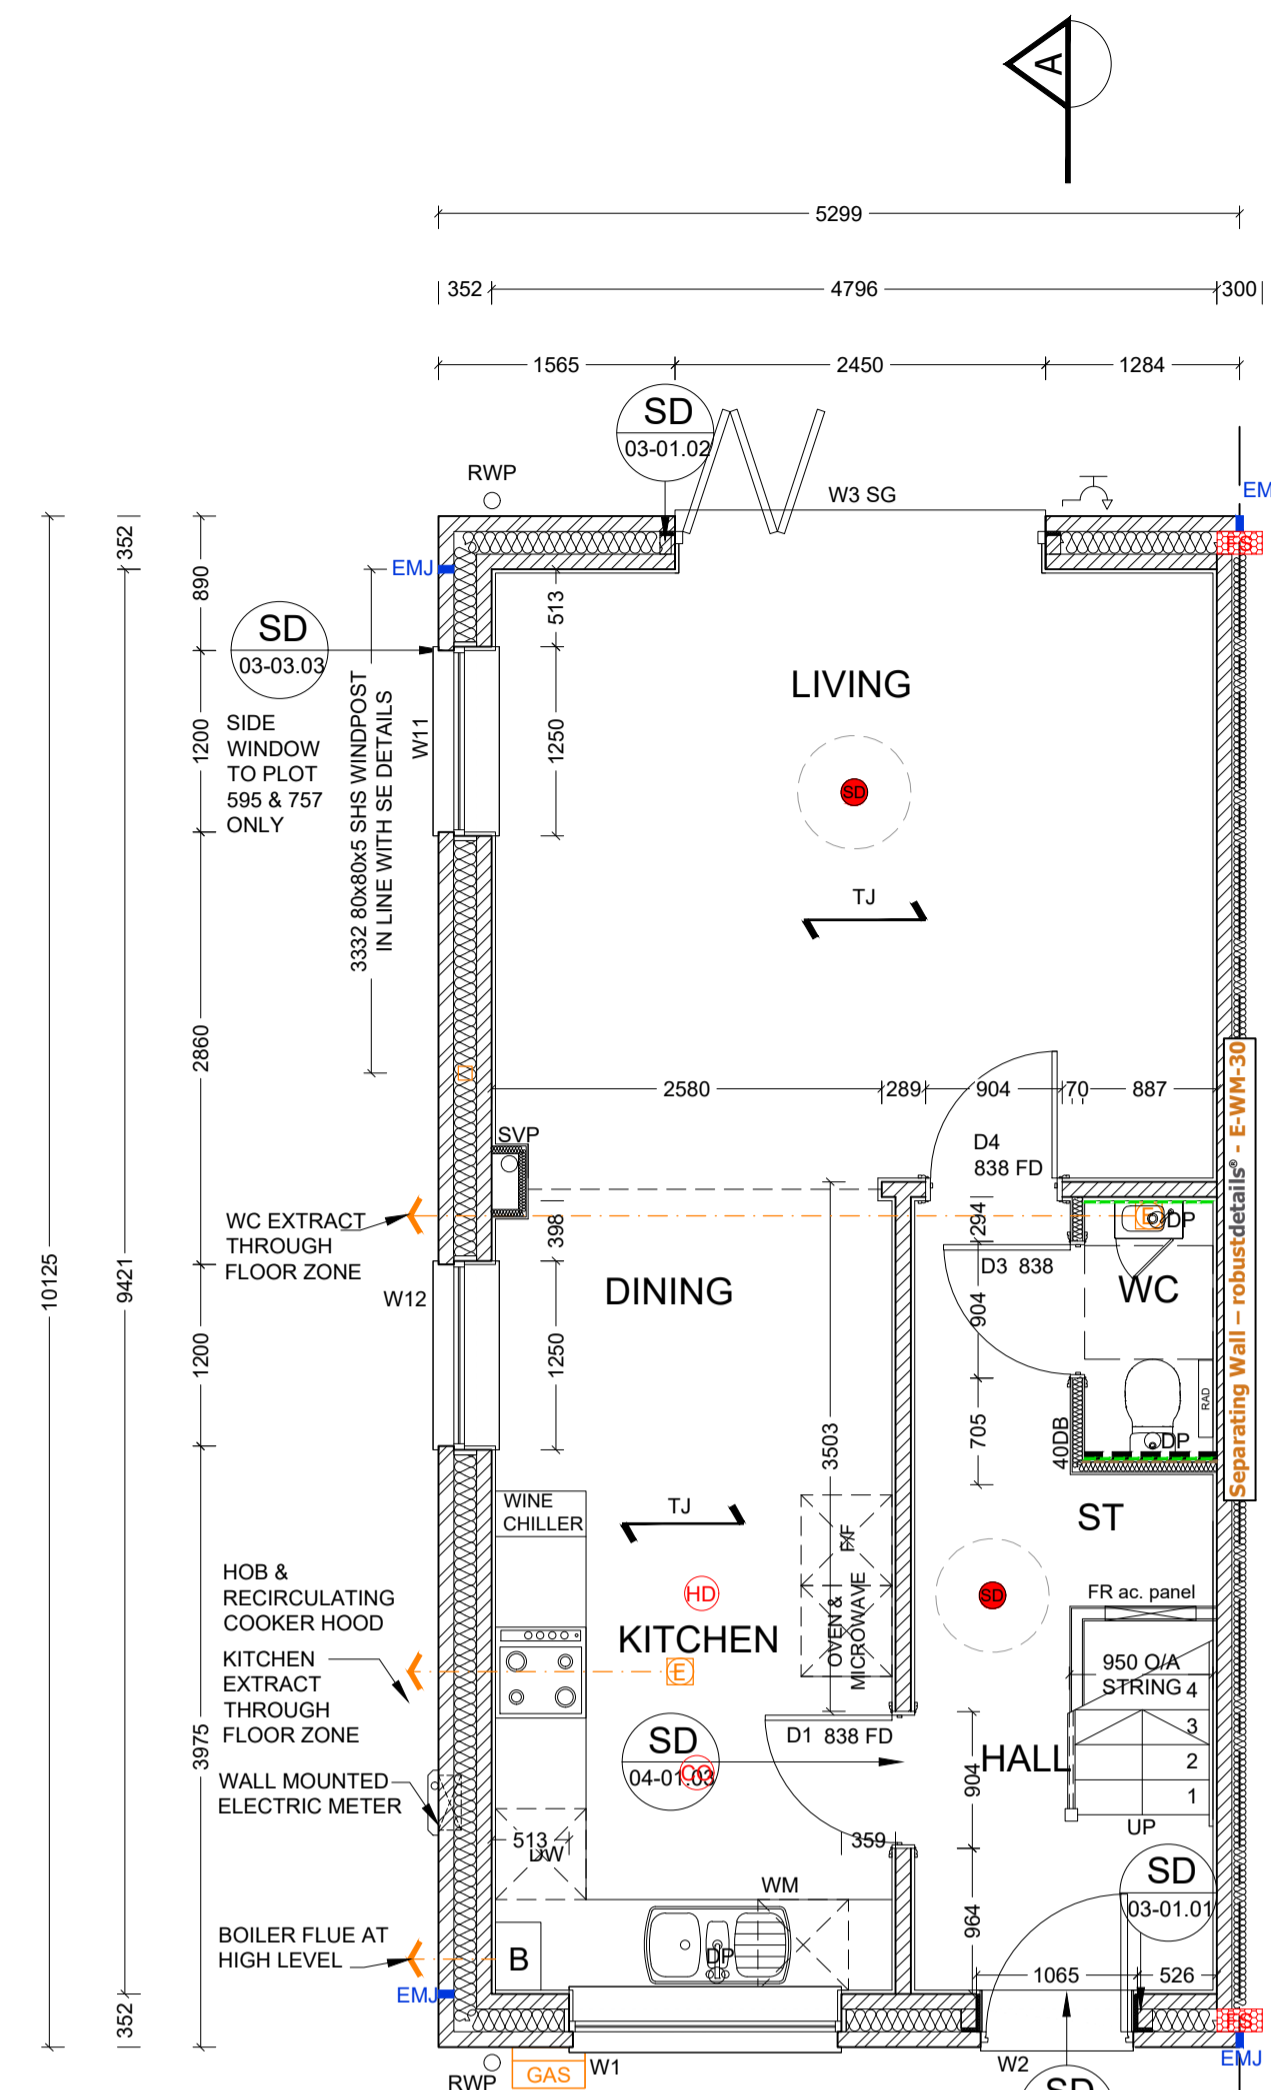 A
5299
352
4796
300
1565
2450
1284
SD
03-01.02
RWP
W3 SG
EM
352
890
EMJ
513
SD
03-03.03
LIVING
SIDE
WINDOW
TO PLOT
595 & 757
ONLY
1200
3332 80x80x5 SHS WINDPOST
IN LINE WITH SE DETAILS
W11
1250
SD
TJ
2860
2580
289
904
70
887
Separating Wall – robustdetails® - E-WM-30
SVP
D4
838 FD
WC EXTRACT
THROUGH
FLOOR ZONE
398
294
E
DP
D3 838
WC
10125
9421
W12
DINING
904
1200
1250
RAD
3503
705
40DB
DP
WINE
CHILLER
TJ
F/F
ST
HOB &
RECIRCULATING
COOKER HOOD
HD
OVEN &
MICROWAVE
SD
FR ac. panel
KITCHEN
KITCHEN
EXTRACT
THROUGH
FLOOR ZONE
E
950 O/A
STRING
4
3
2
1
UP
3975
SD
04-01.03
CO
D1 838 FD
HALL
904
WALL MOUNTED
ELECTRIC METER
513
DW
359
SD
03-01.01
WM
964
BOILER FLUE AT
HIGH LEVEL
B
DP
1065
526
EMJ
352
FS
FS
EMJ
RWP
GAS
W1
W2
SD